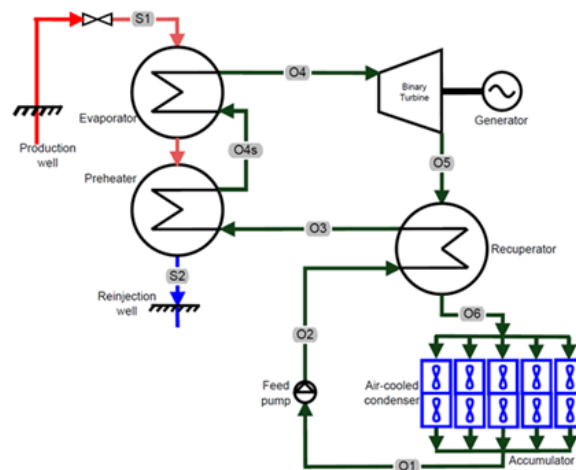 S1
O4
Binary
Turbine
Evaporator
Generator
Production
well
O4s
O5
Preheater
O3
Recuperator
S2
Reinjection
well
O2
O6
Feed
pump
Air-cooled
condenser
Accumulator
O1